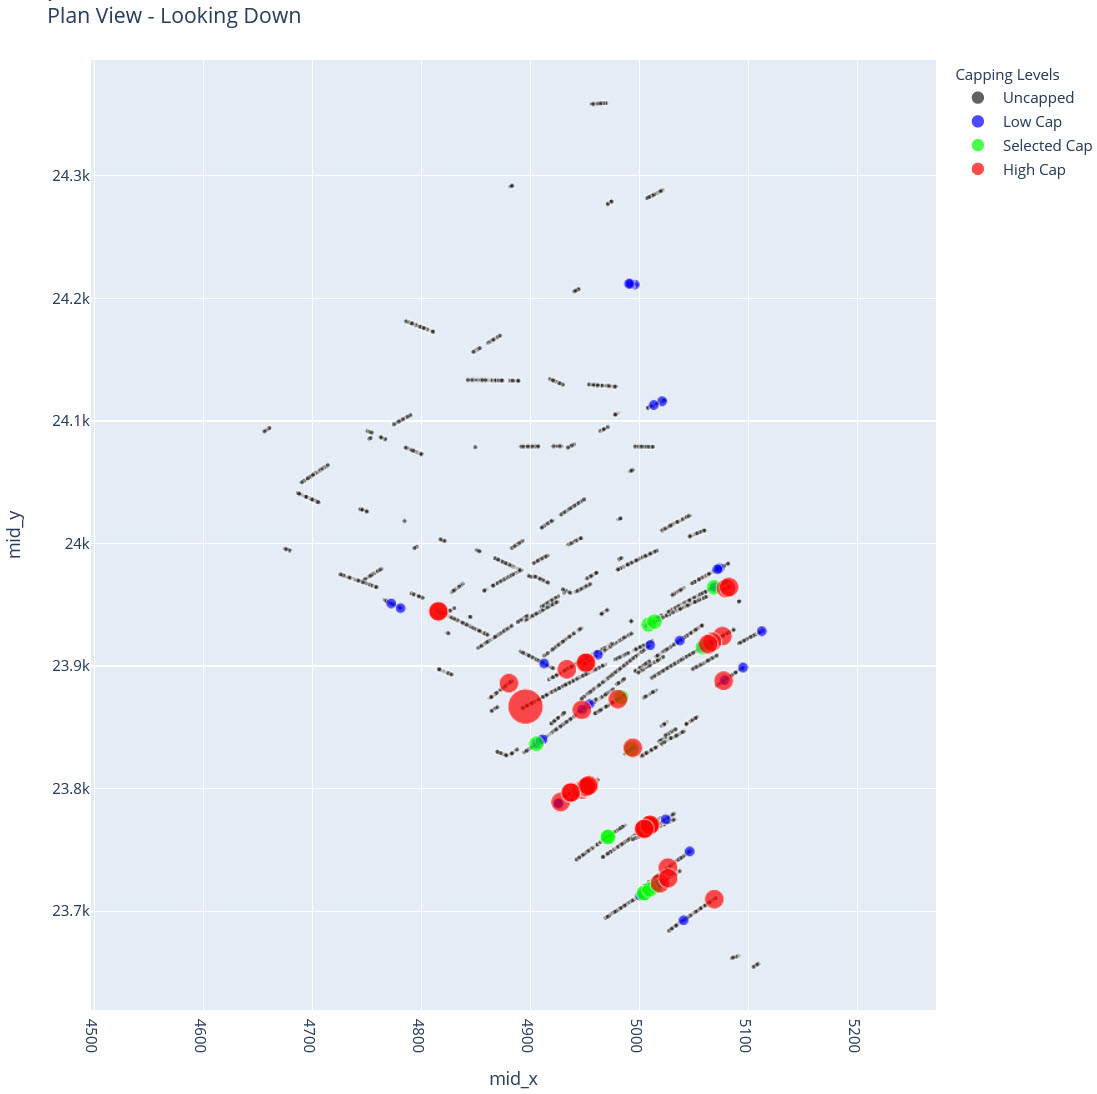 Plan View - Looking Down
Capping Levels
Uncapped
Low Cap
Selected Cap
High Cap
24.3k
24.2k
24.1k
24k
23.9k
23.8k
23.7k
mid_y
4500
4600
4700
4800
4900
5000
5100
5200
mid_x